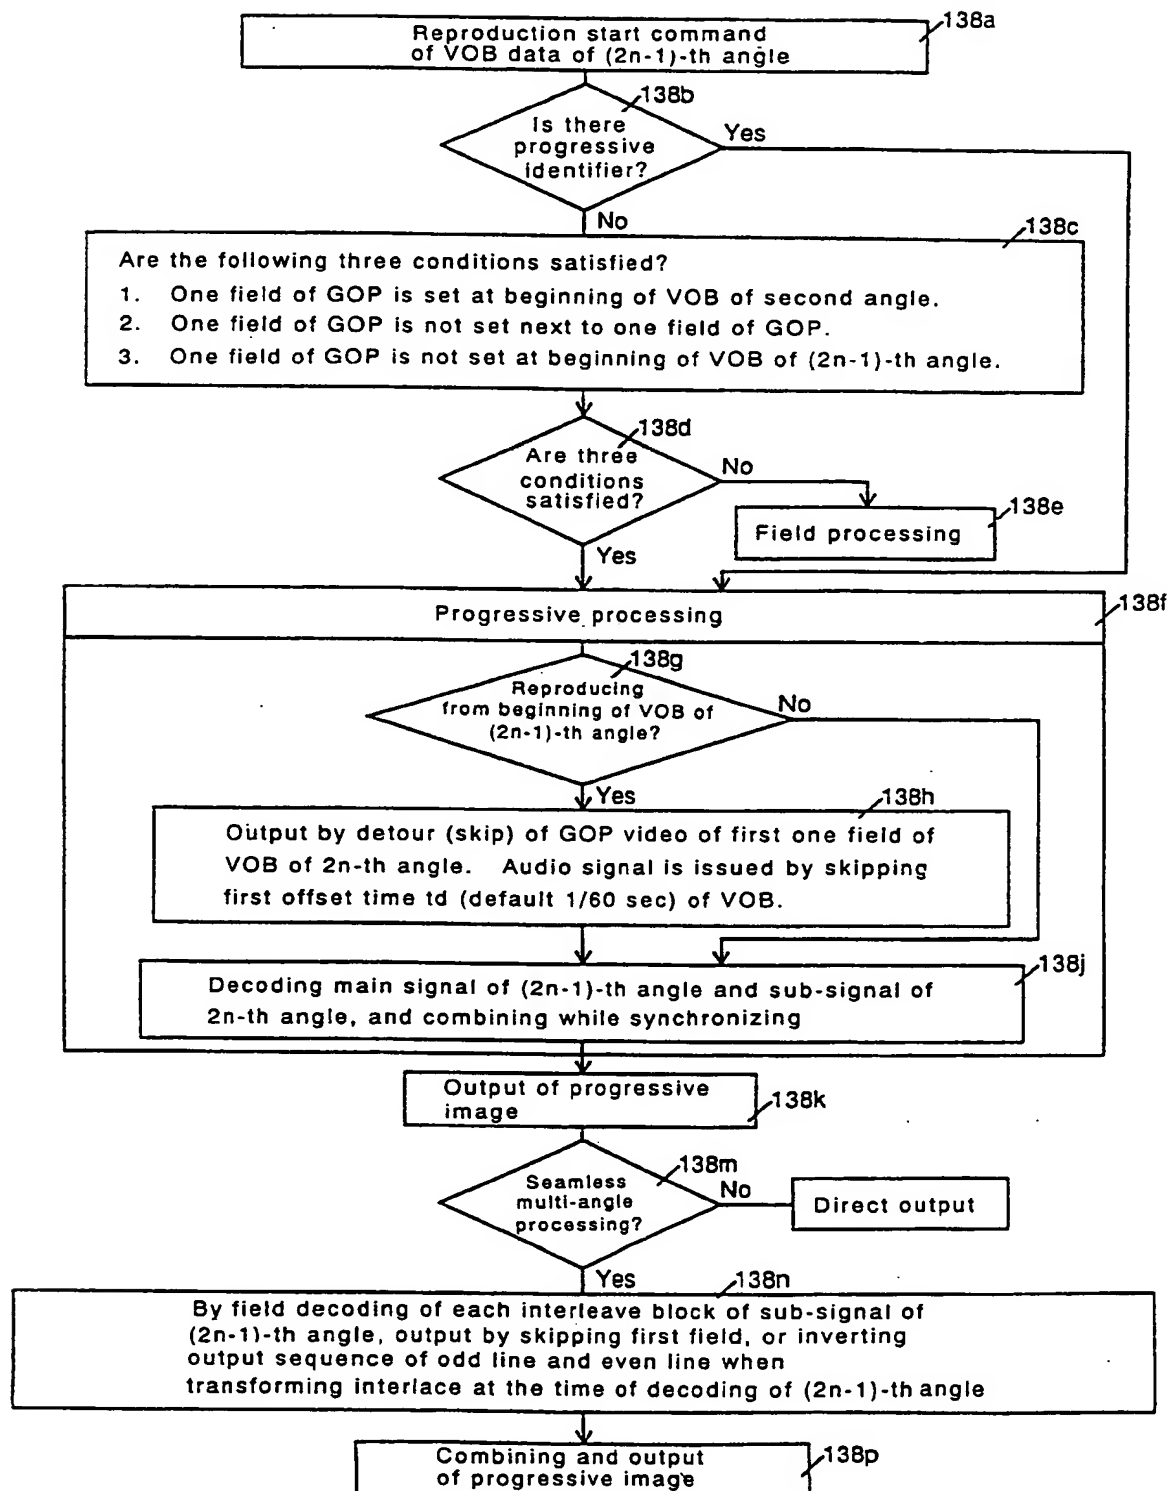 138a
Reproduction start command
of VOB data of (2n-1)-th angle
138b
Is there
progressive
identifier?
Yes
No
138c
Are the following three conditions satisfied?
1. One field of GOP is set at beginning of VOB of second angle.
2. One field of GOP is not set next to one field of GOP.
3. One field of GOP is not set at beginning of VOB of (2n-1)-th angle.
138d
Are three
conditions
satisfied?
No
138e
Field processing
Yes
Progressive processing
138f
138g
Reproducing
from beginning of VOB of
(2n-1)-th angle?
No
Yes
138h
Output by detour (skip) of GOP video of first one field of
VOB of 2n-th angle. Audio signal is issued by skipping
first offset time td (default 1/60 sec) of VOB.
138j
Decoding main signal of (2n-1)-th angle and sub-signal of
2n-th angle, and combining while synchronizing
Output of progressive
image
138k
138m
Seamless
multi-angle
processing?
No
Direct output
Yes
138n
By field decoding of each interleave block of sub-signal of
(2n-1)-th angle, output by skipping first field, or inverting
output sequence of odd line and even line when
transforming interlace at the time of decoding of (2n-1)-th angle
Combining and output
of progressive image
138p